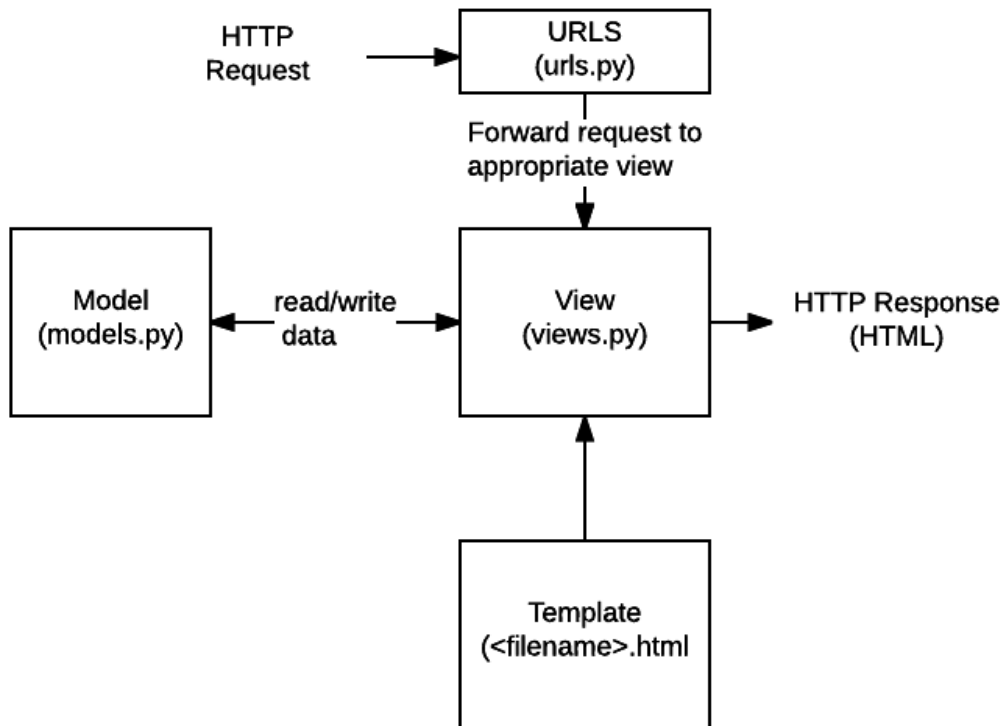 HTTP
Request
URLS
(urls.py)
Forward request to
appropriate view
Model
(models.py)
read/write
data
View
(views.py)
HTTP Response
(HTML)
Template
(<filename>.html